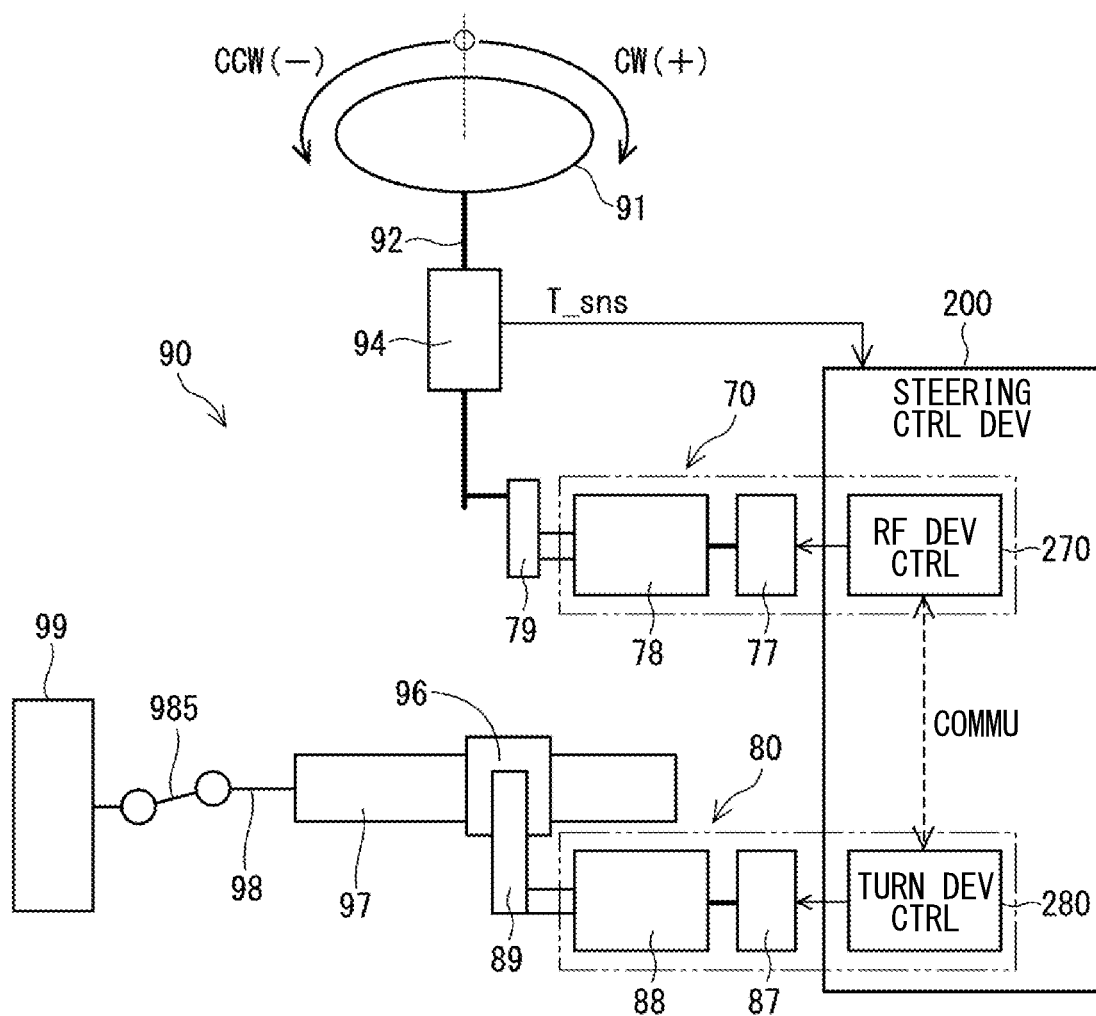 CCW(-)
CW(+)
91
92
T_sns
200
94
90
STEERING
CTRL DEV
70
RF DEV
CTRL
270
79
78
77
99
985
96
COMMU
80
98
97
TURN DEV
CTRL
280
89
88
87